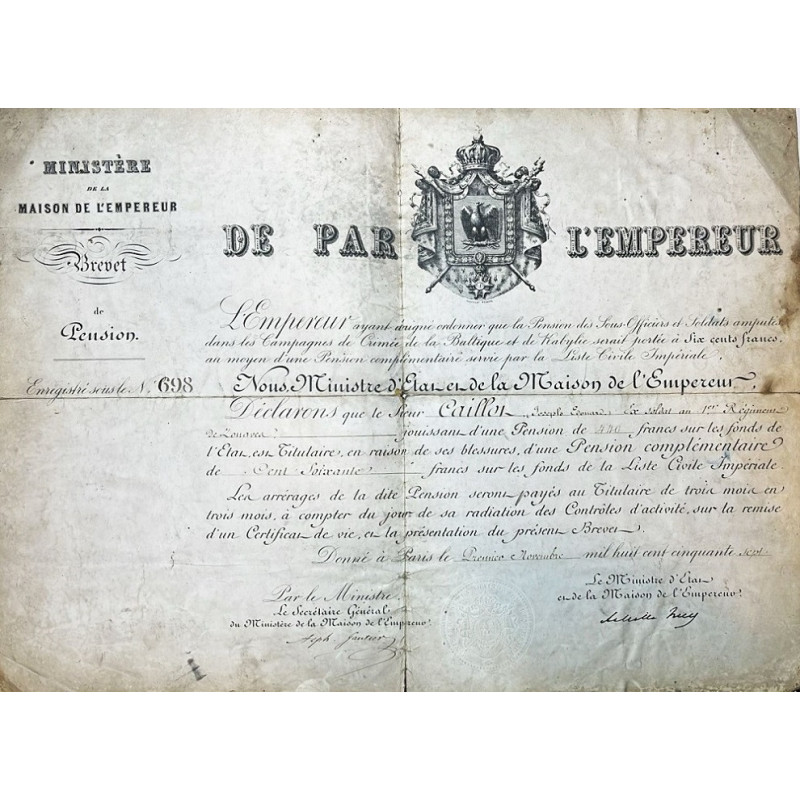 MINISTÈRE
DE LA
MAISON DE L'EMPEREUR
Brevet
de
Pension.
Enregistré sous le N.° 698
DE PAR L'EMPEREUR
L'Empereur ayant daigné ordonner que la Pension des Sous-Officiers et Soldats amputés
dans les Campagnes de Crimée de la Baltique et de Kabylie serait portée à Six cents francs,
au moyen d'une Pension complémentaire servie par la Liste Civile Impériale,
Nous, Ministre d'Etat et de la Maison de l'Empereur,
Déclarons que le Sieur Caillot, Joseph Edouard, Ex soldat au 1er Régiment
de Zouaves jouissant d'une Pension de 440 francs sur les fonds de
l'Etat, est Titulaire, en raison de ses blessures, d'une Pension complémentaire
de Cent Soixante francs sur les fonds de la Liste Civile Impériale
Les arrérages de la dite Pension seront payés au Titulaire de trois mois en
trois mois, à compter du jour de sa radiation des Contrôles d'activité, sur la remise
d'un Certificat de vie, et la présentation du présent Brevet.
Donné à Paris le Premier Novembre mil huit cent cinquante sept
Par le Ministre.
Le Secrétaire Général
du Ministère de la Maison de l'Empereur.
Alph. Gautier
Le Ministre d'Etat
et de la Maison de l'Empereur.